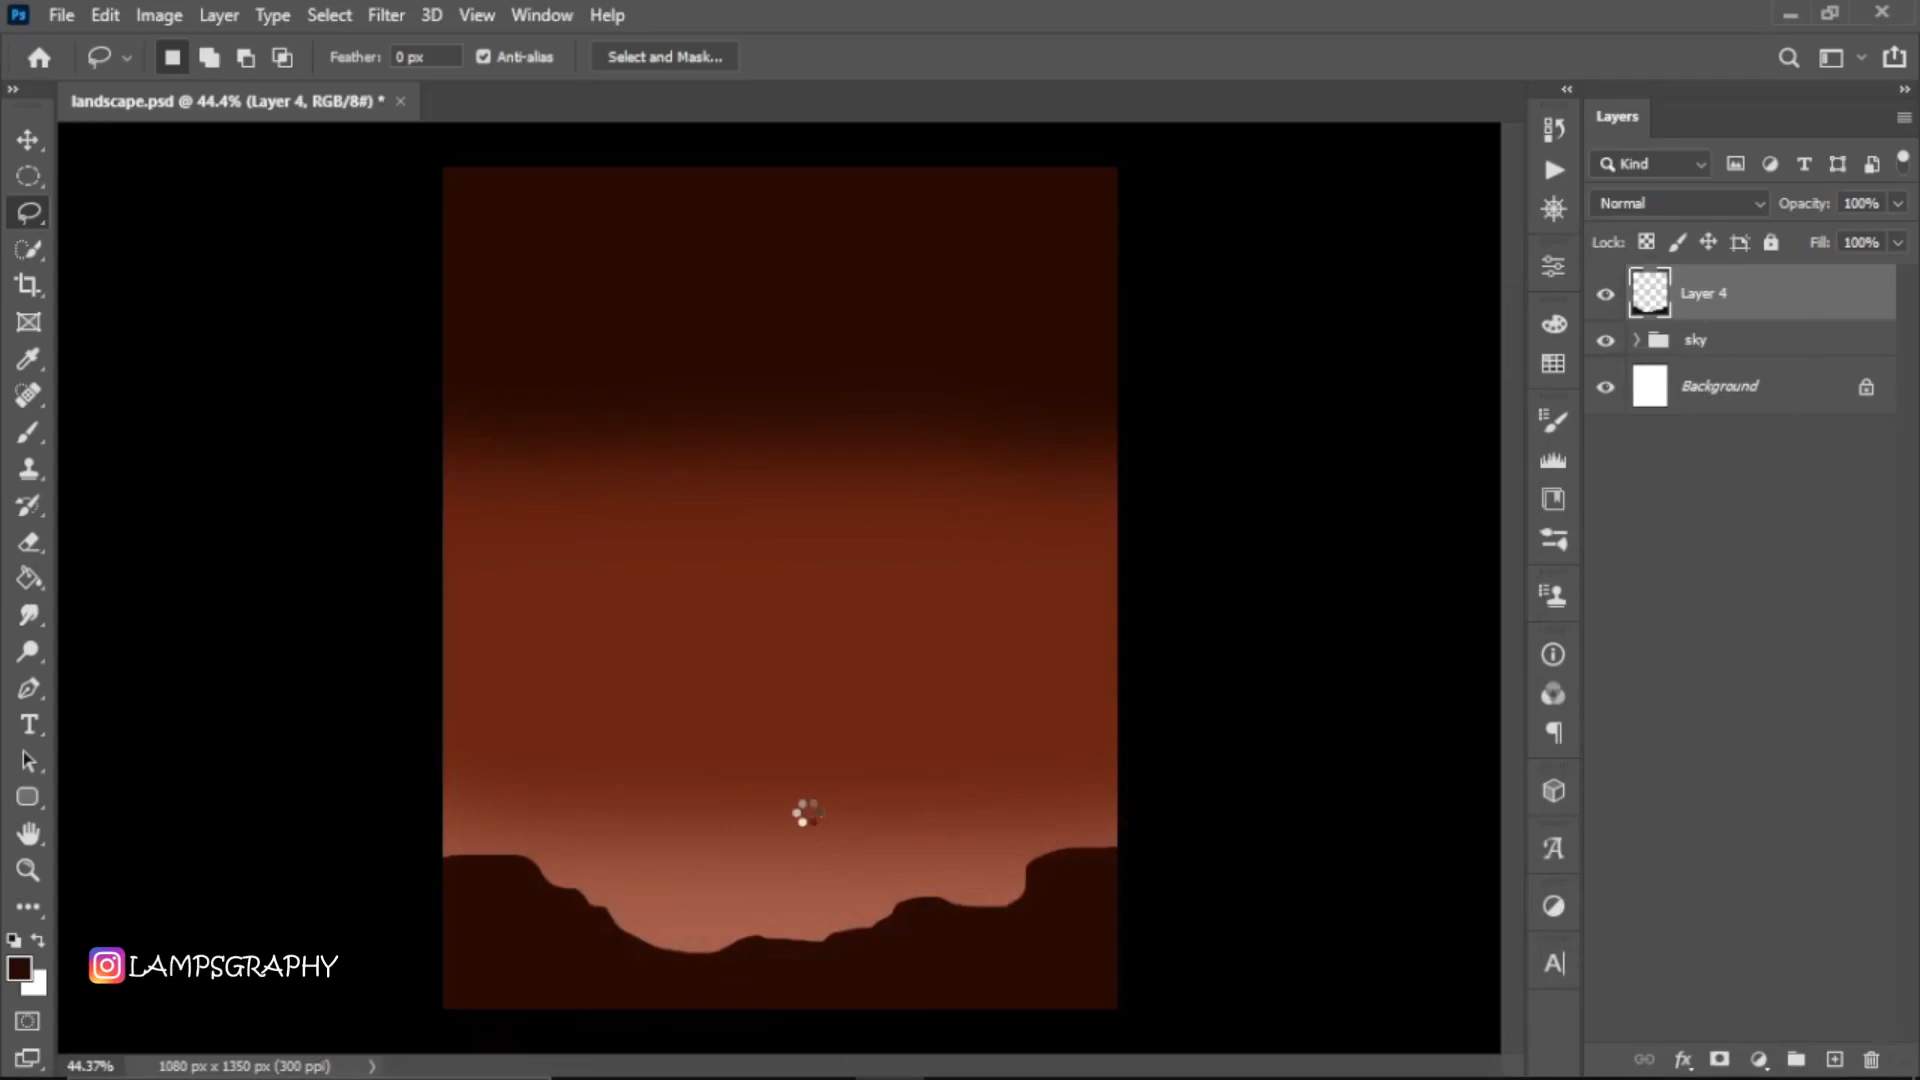 Ps File Edit Image Layer Type Select Filter 3D View Window Help
Feather: 0 px Anti-alias Select and Mask...
landscape.psd @ 44.4% (Layer 4, RGB/8#) *
Layers
Kind
Normal Opacity: 100%
Lock: Fill: 100%
Layer 4
sky
Background
LAMPSGRAPHY
44.37% 1080 px x 1350 px (300 ppi)